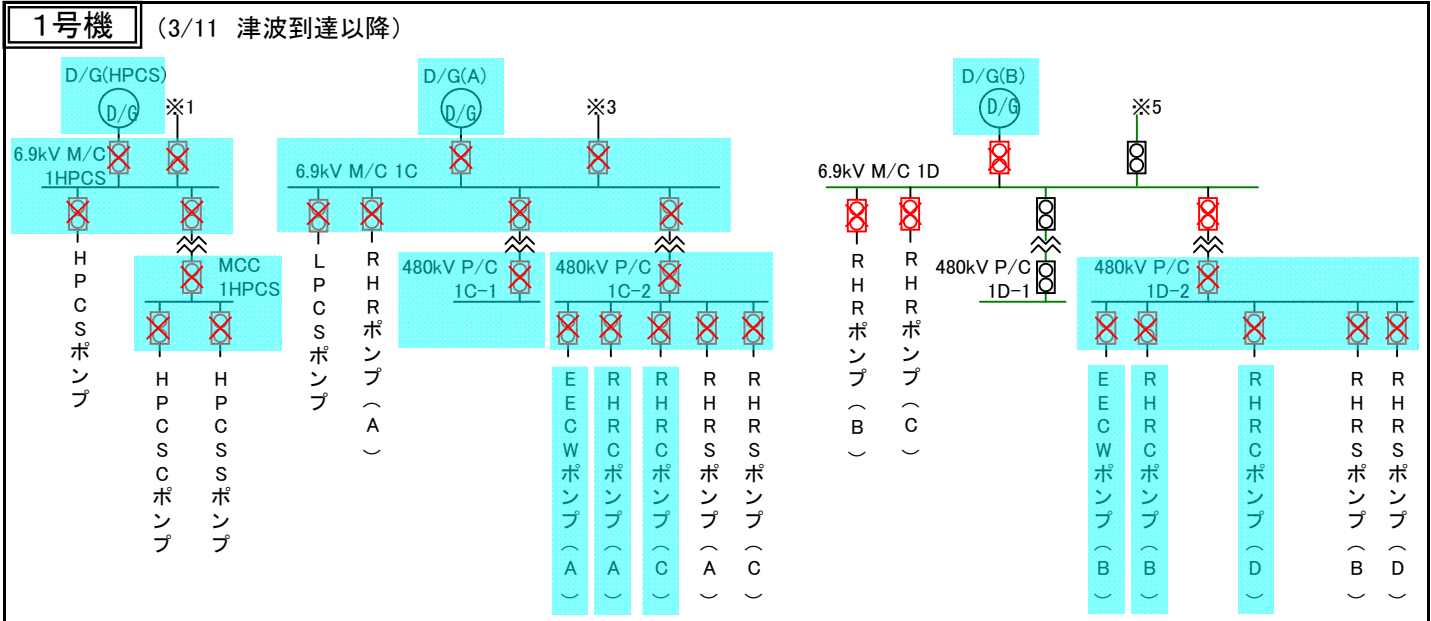 1号機
(3/11 津波到達以降)
D/G(HPCS)
D/G
※1
6.9kV M/C
1HPCS
HPCSポンプ
MCC
1HPCS
HPCSCポンプ
HPCSSポンプ
D/G(A)
D/G
※3
6.9kV M/C 1C
LPCSポンプ
RHRポンプ(A)
480kV P/C
1C-1
480kV P/C
1C-2
EECWポンプ(A)
RHRCポンプ(A)
RHRCポンプ(C)
RHRSポンプ(A)
RHRSポンプ(C)
D/G(B)
D/G
※5
6.9kV M/C 1D
RHRポンプ(B)
RHRポンプ(C)
480kV P/C
1D-1
480kV P/C
1D-2
EECWポンプ(B)
RHRCポンプ(B)
RHRCポンプ(D)
RHRSポンプ(B)
RHRSポンプ(D)